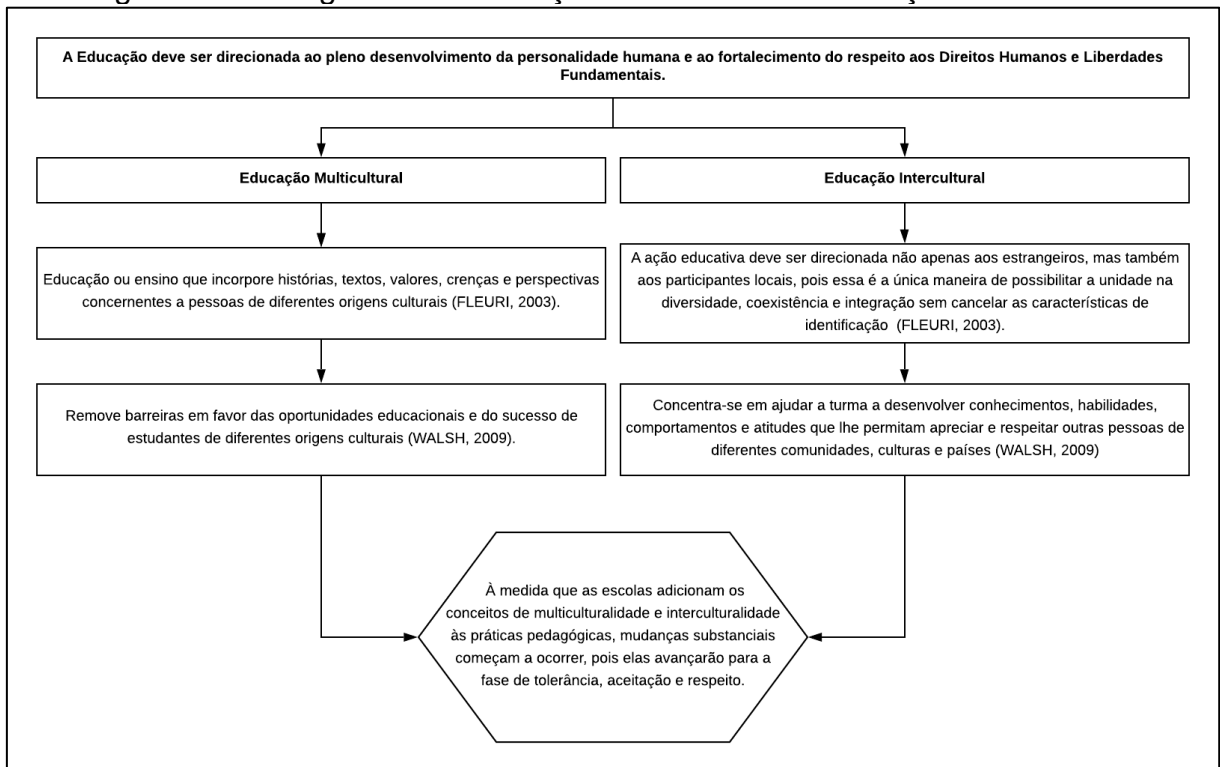 A Educação deve ser direcionada ao pleno desenvolvimento da personalidade humana e ao fortalecimento do respeito aos Direitos Humanos e Liberdades
Fundamentais.
Educação Multicultural
Educação ou ensino que incorpore histórias, textos, valores, crenças e perspectivas
concernentes a pessoas de diferentes origens culturais (FLEURI, 2003).
Remove barreiras em favor das oportunidades educacionais e do sucesso de
estudantes de diferentes origens culturais (WALSH, 2009).
Educação Intercultural
A ação educativa deve ser direcionada não apenas aos estrangeiros, mas também
aos participantes locais, pois essa é a única maneira de possibilitar a unidade na
diversidade, coexistência e integração sem cancelar as características de
identificação (FLEURI, 2003).
Concentra-se em ajudar a turma a desenvolver conhecimentos, habilidades,
comportamentos e atitudes que lhe permitam apreciar e respeitar outras pessoas de
diferentes comunidades, culturas e países (WALSH, 2009)
À medida que as escolas adicionam os
conceitos de multiculturalidade e interculturalidade
às práticas pedagógicas, mudanças substanciais
começam a ocorrer, pois elas avançarão para a
fase de tolerância, aceitação e respeito.